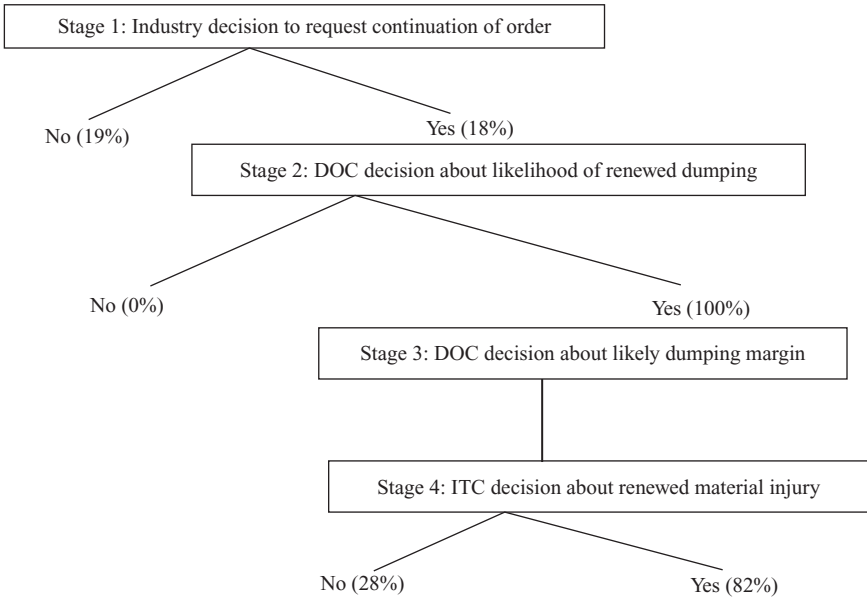 Stage 1: Industry decision to request continuation of order
No (19%)
Yes (18%)
Stage 2: DOC decision about likelihood of renewed dumping
No (0%)
Yes (100%)
Stage 3: DOC decision about likely dumping margin
Stage 4: ITC decision about renewed material injury
No (28%)
Yes (82%)